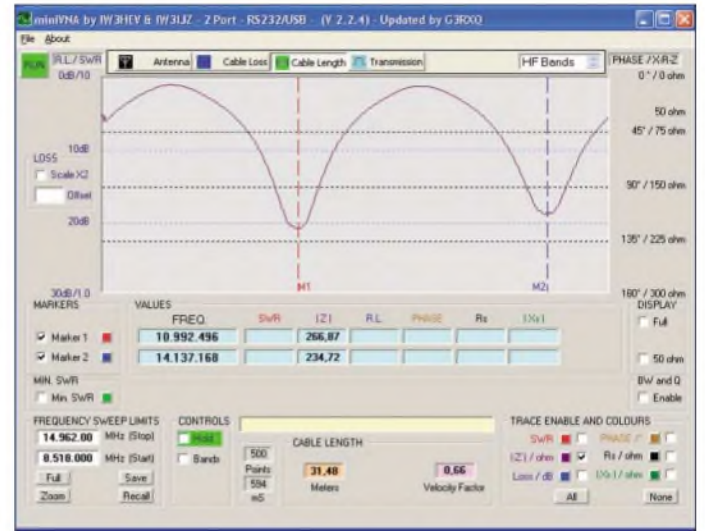 miniVNA by IW3HEV & IW3IJZ - 2 Port - RS232/USB - (V 2.2.4) - Updated by G3RXQ
File About
RUN R.L./SWR Antenna Cable Loss Cable Length Transmission HF Bands PHASE /X-R-Z
0dB/10 0°/0 ohm
50 ohm
45°/75 ohm
10dB
LOSS
Scale X2 90°/150 ohm
Offset
20dB
135°/225 ohm
M1 M2
30dB/1.0 180°/300 ohm
MARKERS VALUES DISPLAY
FREQ. SWR |Z| R.L. PHASE Rs |Xs| Full
Marker 1 10.992.496 266,87
Marker 2 14.137.168 234,72 50 ohm
MIN. SWR BW and Q
Min. SWR Enable
FREQUENCY SWEEP LIMITS CONTROLS TRACE ENABLE AND COLOURS
14.962.00 MHz (Stop) Hold CABLE LENGTH SWR PHASE /°
8.518.000 MHz (Start) Bands 500 Points 31,48 0,66 |Z| / ohm Rs / ohm
Full Save 594 mS Meters Velocity Factor Loss / dB |Xs| / ohm
Zoom Recall All None